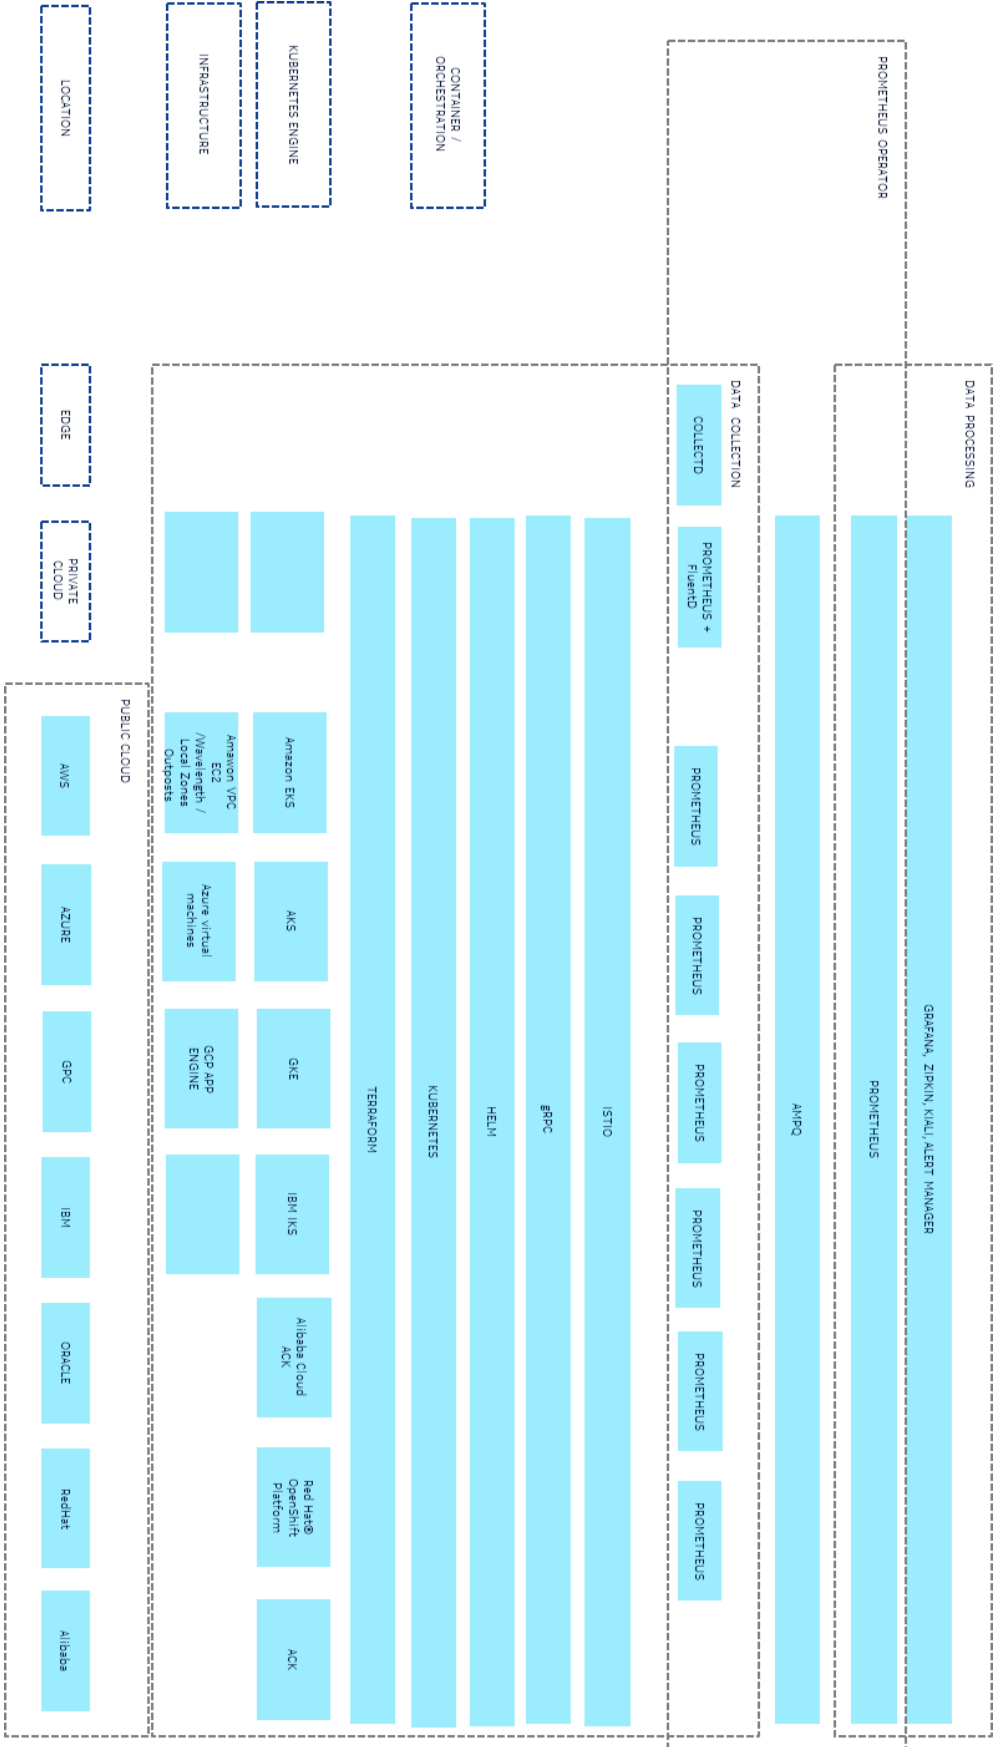 DATA PROCESSING
GRAFANA, ZIPKIN, KIALI, ALERT MANAGER
PROMETHEUS OPERATOR
PROMETHEUS
AMPQ
DATA COLLECTION
COLLECTD
PROMETHEUS +
FluentD
PROMETHEUS
PROMETHEUS
PROMETHEUS
PROMETHEUS
PROMETHEUS
PROMETHEUS
ISTIO
gRPC
HELM
CONTAINER /
ORCHESTRATION
KUBERNETES
TERRAFORM
KUBERNETES ENGINE
Amazon EKS
AKS
GKE
IBM IKS
Alibaba Cloud
ACK
Red Hat®
OpenShift
Platform
ACK
INFRASTRUCTURE
Amawon VPC
EC2
/Wavelength /
Local Zones
Outposts
Azure virtual
machines
GCP APP
ENGINE
PUBLIC CLOUD
LOCATION
EDGE
PRIVATE
CLOUD
AWS
AZURE
GPC
IBM
ORACLE
RedHat
Alibaba